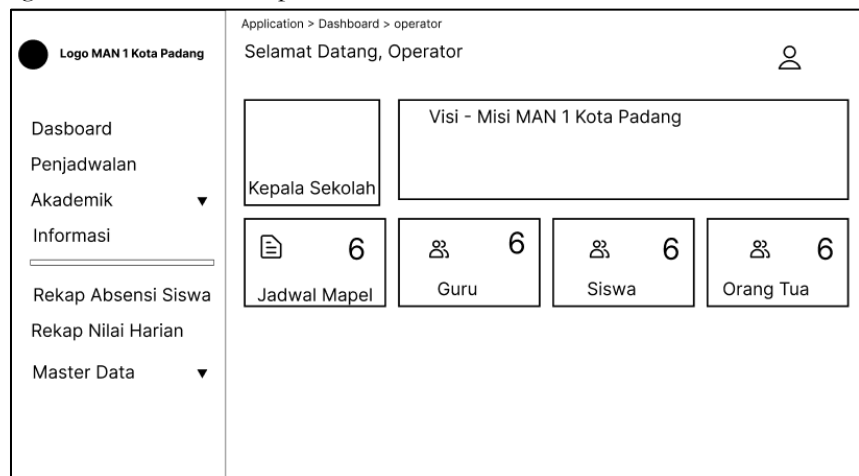 Application > Dashboard > operator
Logo MAN 1 Kota Padang
Selamat Datang, Operator
Dasboard
Penjadwalan
Akademik ▼
Informasi
Rekap Absensi Siswa
Rekap Nilai Harian
Master Data ▼
Visi - Misi MAN 1 Kota Padang
Kepala Sekolah
6
Jadwal Mapel
6
Guru
6
Siswa
6
Orang Tua